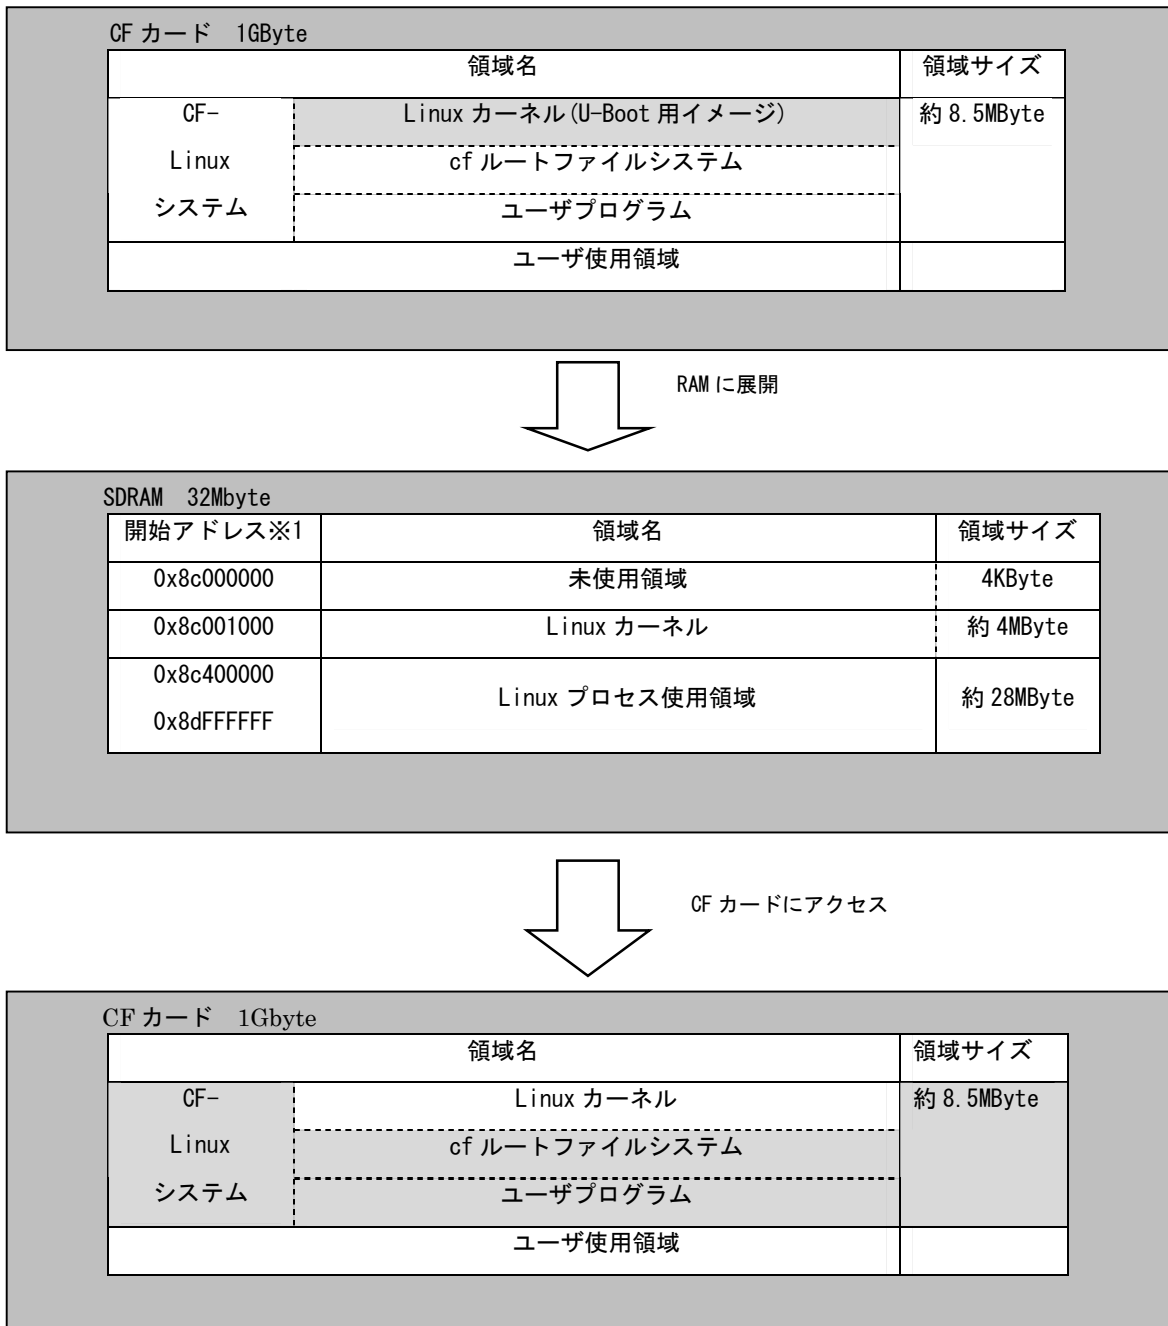 CF カード 1GByte
領域名 領域サイズ
CF- Linux カーネル(U-Boot 用イメージ) 約 8.5MByte
Linux cf ルートファイルシステム
システム ユーザプログラム
ユーザ使用領域
RAM に展開
SDRAM 32Mbyte
開始アドレス※1 領域名 領域サイズ
0x8c000000 未使用領域 4KByte
0x8c001000 Linux カーネル 約 4MByte
0x8c400000
Linux プロセス使用領域 約 28MByte
0x8dFFFFFF
CF カードにアクセス
CF カード 1Gbyte
領域名 領域サイズ
CF- Linux カーネル 約 8.5MByte
Linux cf ルートファイルシステム
システム ユーザプログラム
ユーザ使用領域